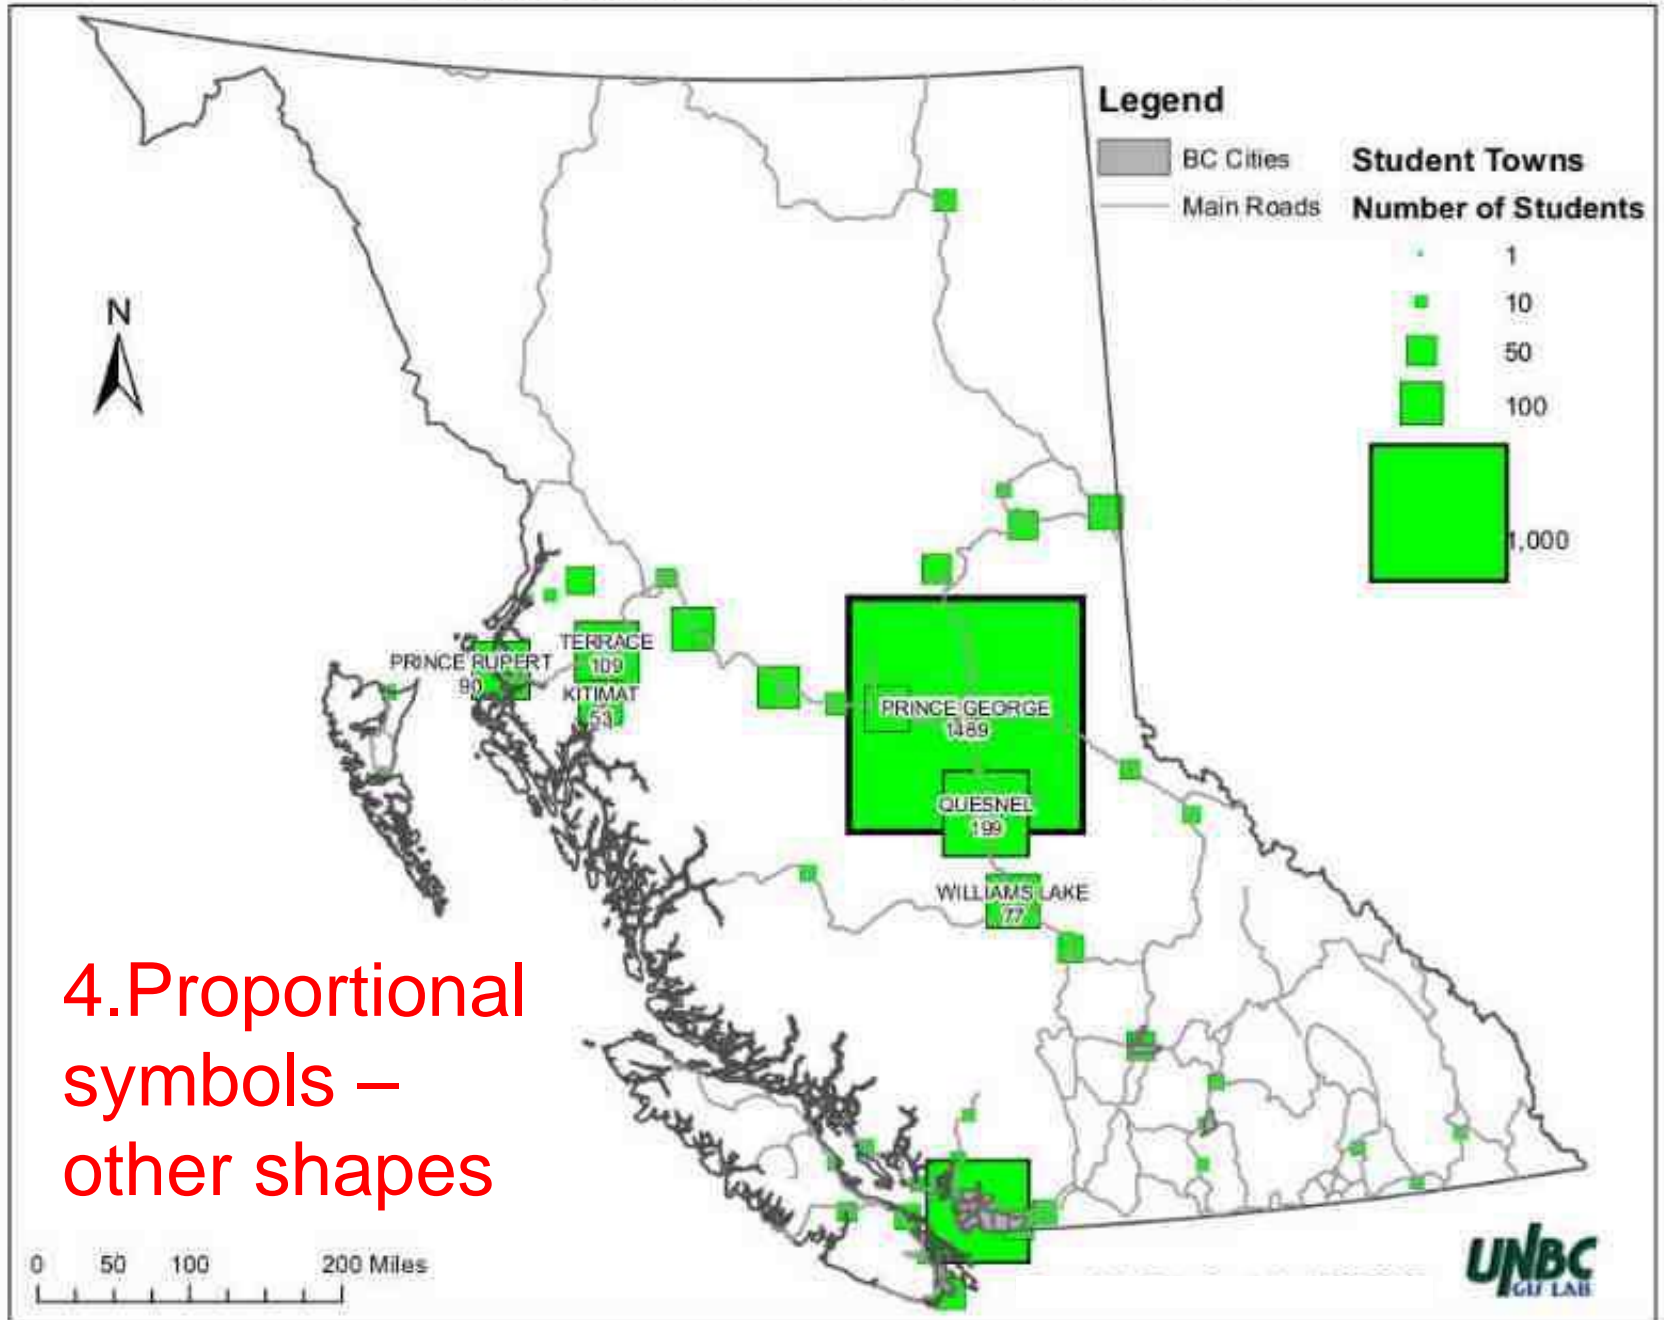 Legend
BC Cities
Main Roads
Student Towns
Number of Students
1
10
50
100
1,000
N
TERRACE
109
PRINCE RUPERT
90
KITIMAT
53
PRINCE GEORGE
1489
QUESNEL
199
WILLIAMS LAKE
77
4.Proportional
symbols –
other shapes
0 50 100 200 Miles
UNBC
GIS LAB